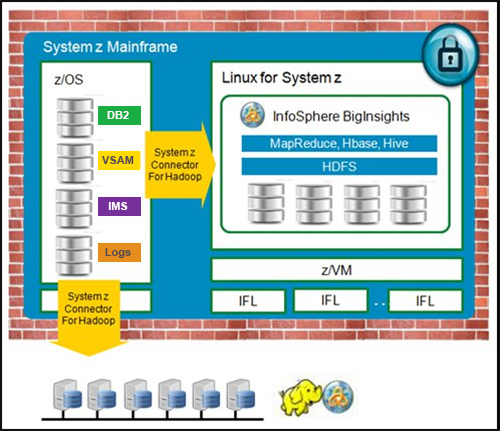 System z Mainframe
z/OS
DB2
VSAM
IMS
Logs
System z
Connector
For Hadoop
Linux for System z
InfoSphere BigInsights
MapReduce, Hbase, Hive
HDFS
z/VM
IFL
IFL
. .
IFL
System z
Connector
For Hadoop